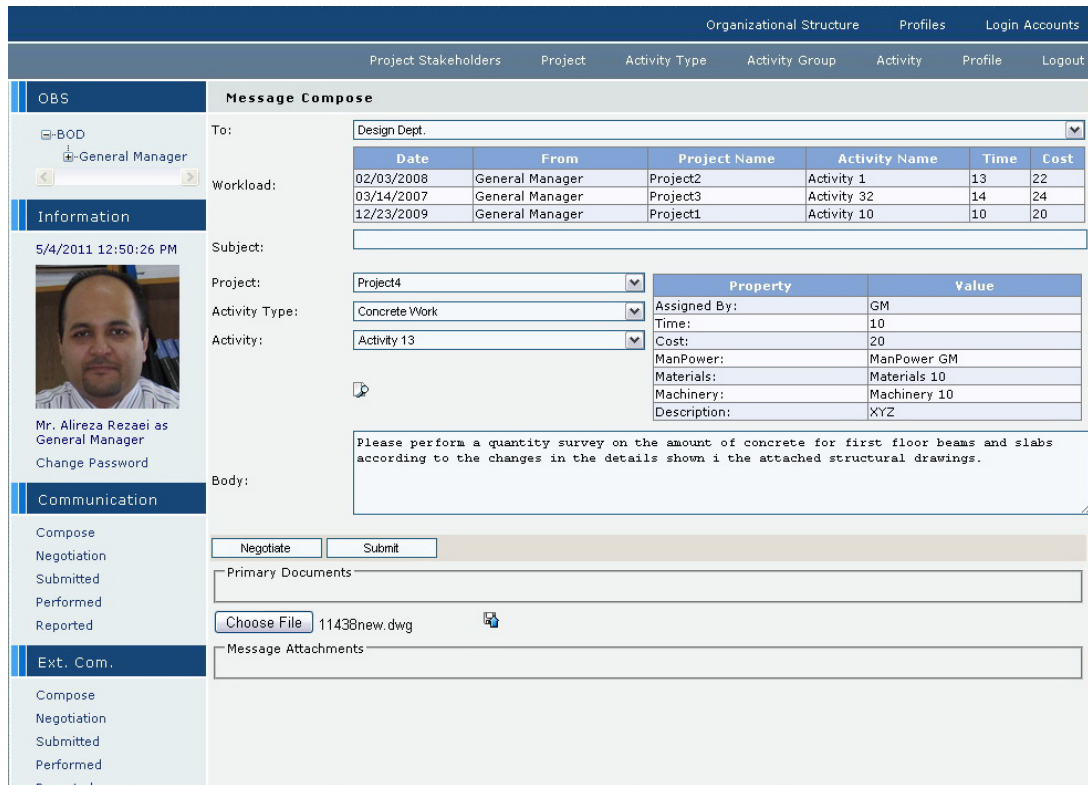 Organizational Structure Profiles Login Accounts
Project Stakeholders Project Activity Type Activity Group Activity Profile Logout
OBS
BOD
General Manager
Information
5/4/2011 12:50:26 PM
Mr. Alireza Rezaei as
General Manager
Change Password
Communication
Compose
Negotiation
Submitted
Performed
Reported
Ext. Com.
Compose
Negotiation
Submitted
Performed
Message Compose
To: Design Dept.
Workload:
Date From Project Name Activity Name Time Cost
02/03/2008 General Manager Project2 Activity 1 13 22
03/14/2007 General Manager Project3 Activity 32 14 24
12/23/2009 General Manager Project1 Activity 10 10 20
Subject:
Project: Project4
Activity Type: Concrete Work
Activity: Activity 13
Property Value
Assigned By: GM
Time: 10
Cost: 20
ManPower: ManPower GM
Materials: Materials 10
Machinery: Machinery 10
Description: XYZ
Body:
Please perform a quantity survey on the amount of concrete for first floor beams and slabs
according to the changes in the details shown i the attached structural drawings.
Negotiate Submit
Primary Documents
Choose File 11438new.dwg
Message Attachments